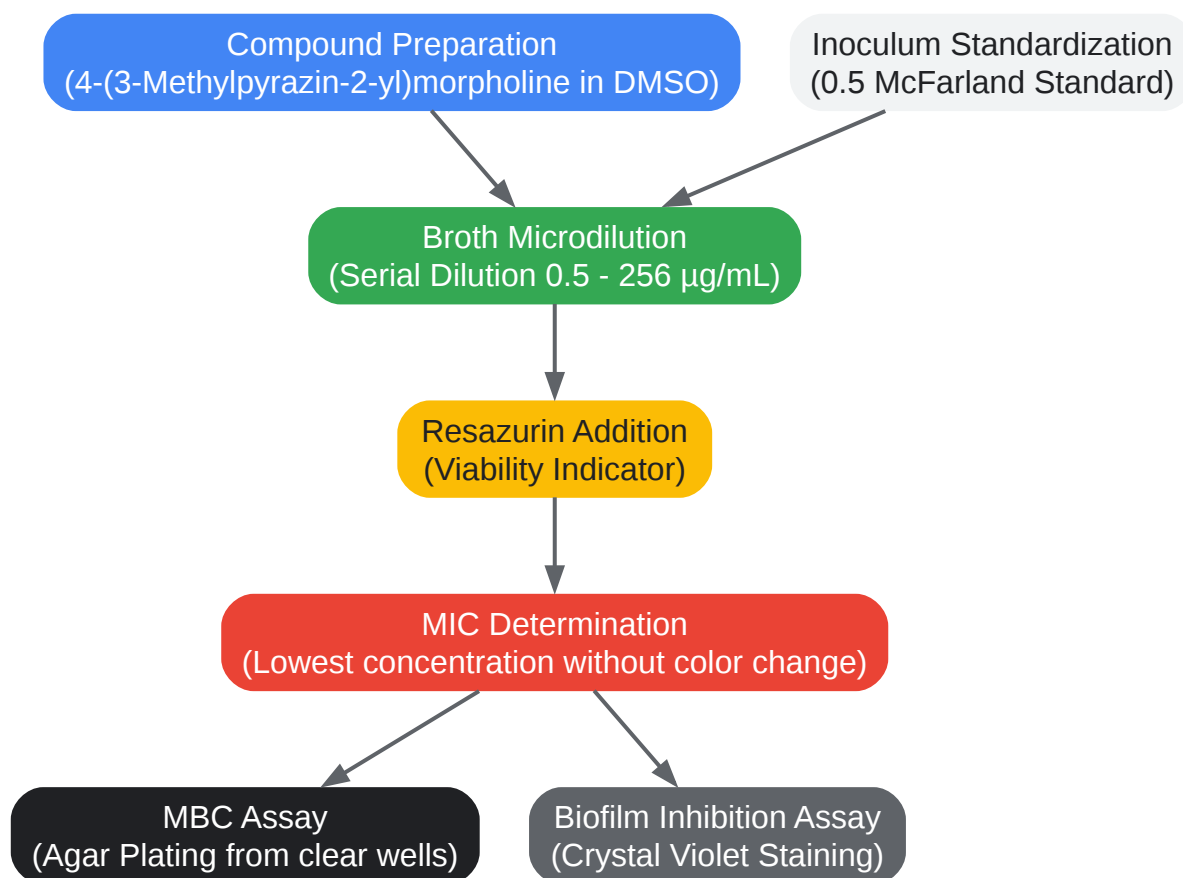 Compound Preparation
(4-(3-Methylpyrazin-2-yl)morpholine in DMSO)
Inoculum Standardization
(0.5 McFarland Standard)
Broth Microdilution
(Serial Dilution 0.5 - 256 µg/mL)
Resazurin Addition
(Viability Indicator)
MIC Determination
(Lowest concentration without color change)
MBC Assay
(Agar Plating from clear wells)
Biofilm Inhibition Assay
(Crystal Violet Staining)